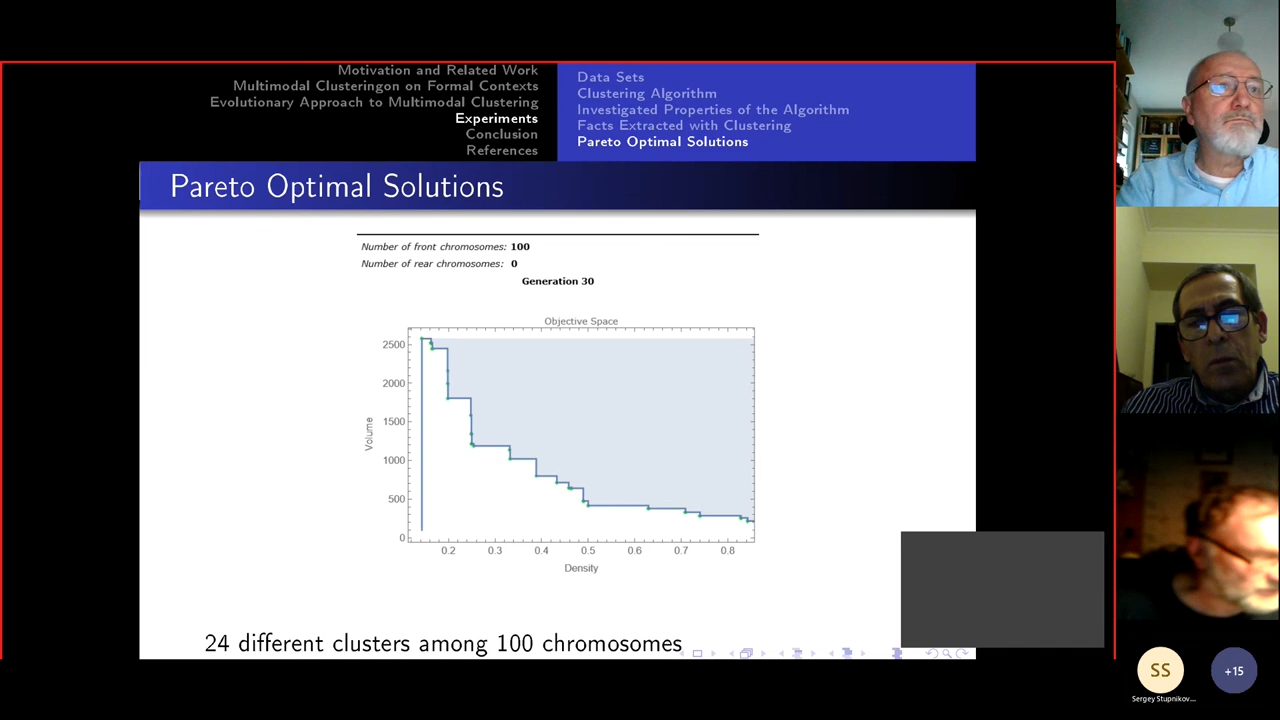 Motivation and Related Work
Multimodal Clusteringon on Formal Contexts
Evolutionary Approach to Multimodal Clustering
Experiments
Conclusion
References
Data Sets
Clustering Algorithm
Investigated Properties of the Algorithm
Facts Extracted with Clustering
Pareto Optimal Solutions
Pareto Optimal Solutions
Number of front chromosomes: 100
Number of rear chromosomes: 0
Generation 30
Objective Space
2500
2000
1500
1000
500
0
Volume
0.2 0.3 0.4 0.5 0.6 0.7 0.8
Density
24 different clusters among 100 chromosomes
SS
+15
Sergey Stupnikov...